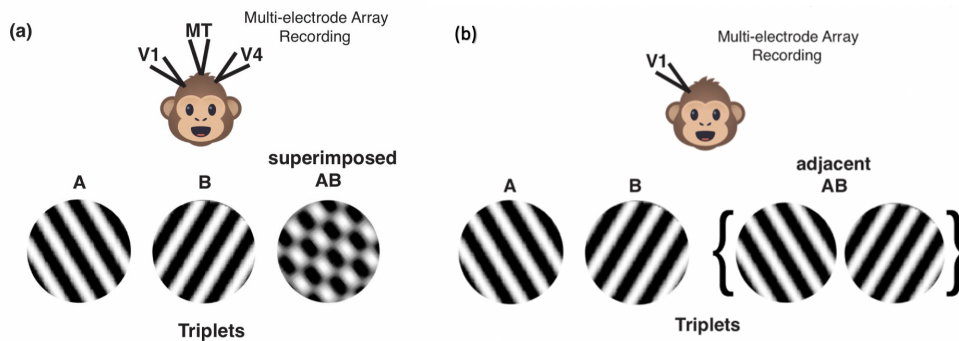 (a)
Multi-electrode Array
Recording
V1
MT
V4
superimposed
A
B
AB
Triplets
(b)
Multi-electrode Array
Recording
V1
adjacent
A
B
AB
{ }
Triplets